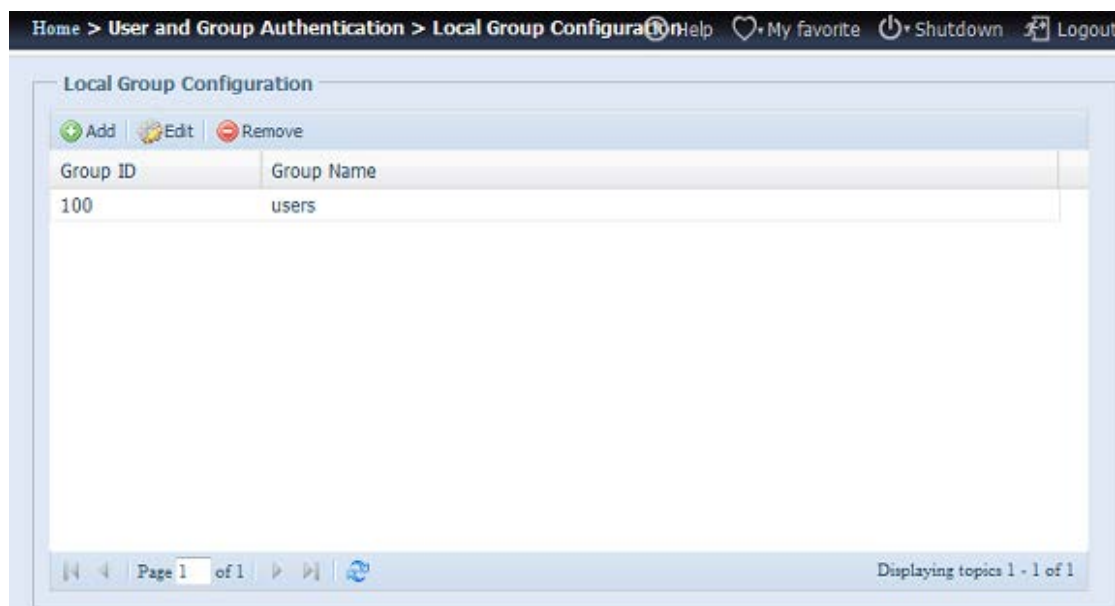 Home > User and Group Authentication > Local Group Configuration Help My favorite Shutdown Logout
Local Group Configuration
Add Edit Remove
Group ID Group Name
100 users
Page 1 of 1 Displaying topics 1 - 1 of 1